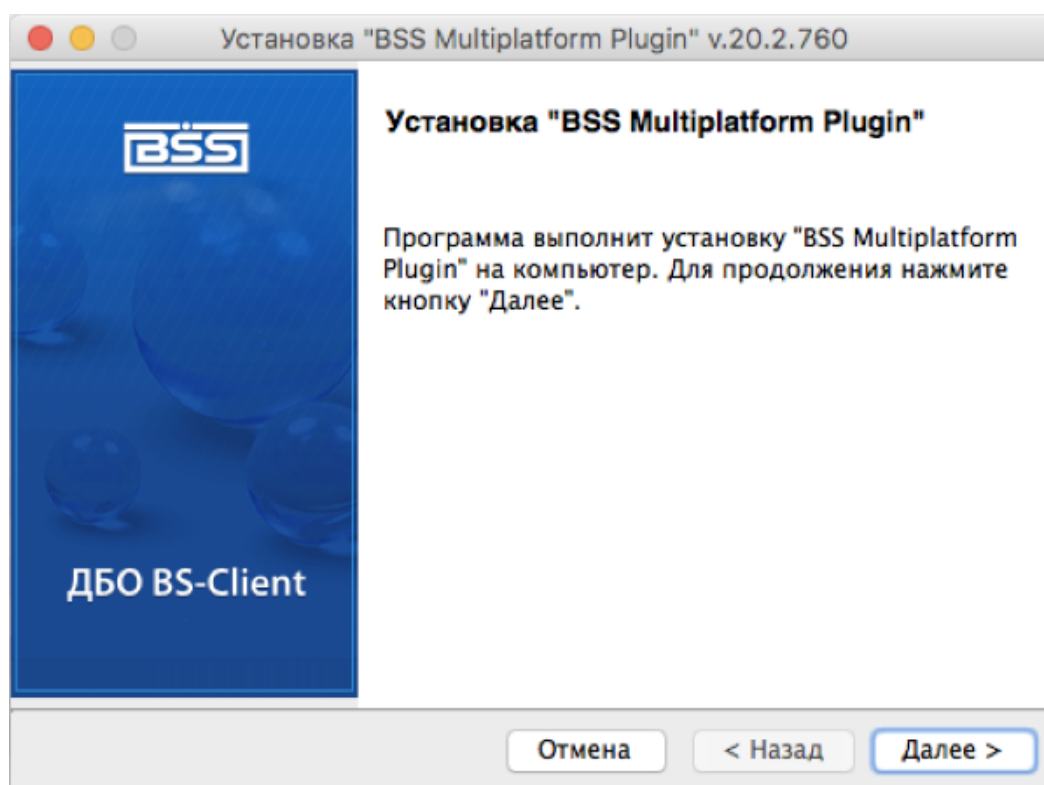 Установка "BSS Multiplatform Plugin" v.20.2.760
BSS
Установка "BSS Multiplatform Plugin"
Программа выполнит установку "BSS Multiplatform
Plugin" на компьютер. Для продолжения нажмите
кнопку "Далее".
ДБО BS-Client
Отмена
< Назад
Далее >